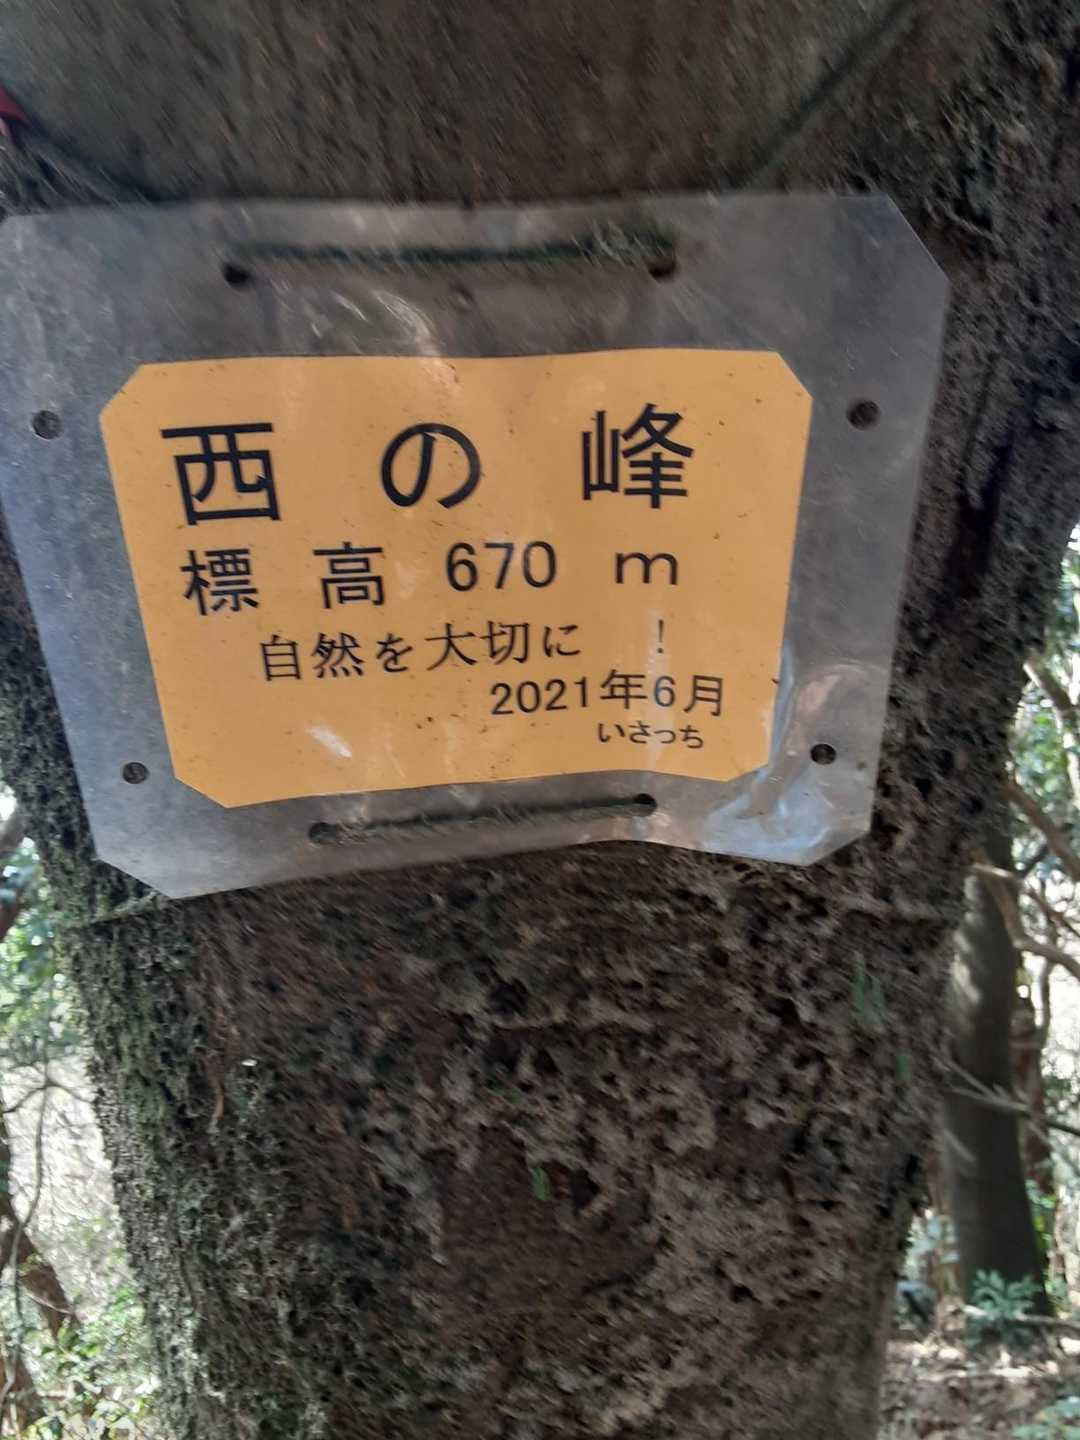 西の峰
標高 670 m
自然を大切に !
2021年6月
いさっち